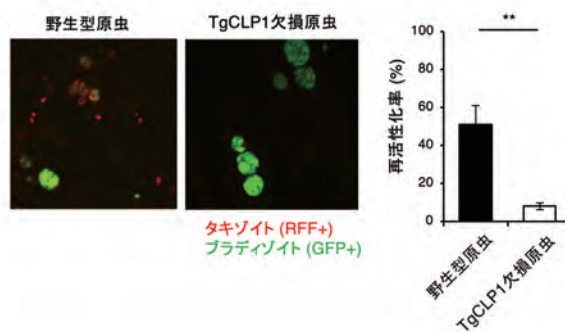 野生型原虫
TgCLP1欠損原虫
タキゾイト (RFF+)
ブラディゾイト (GFP+)
**
再活性化率 (%)
100
80
60
40
20
0
野生型原虫
TgCLP1欠損原虫